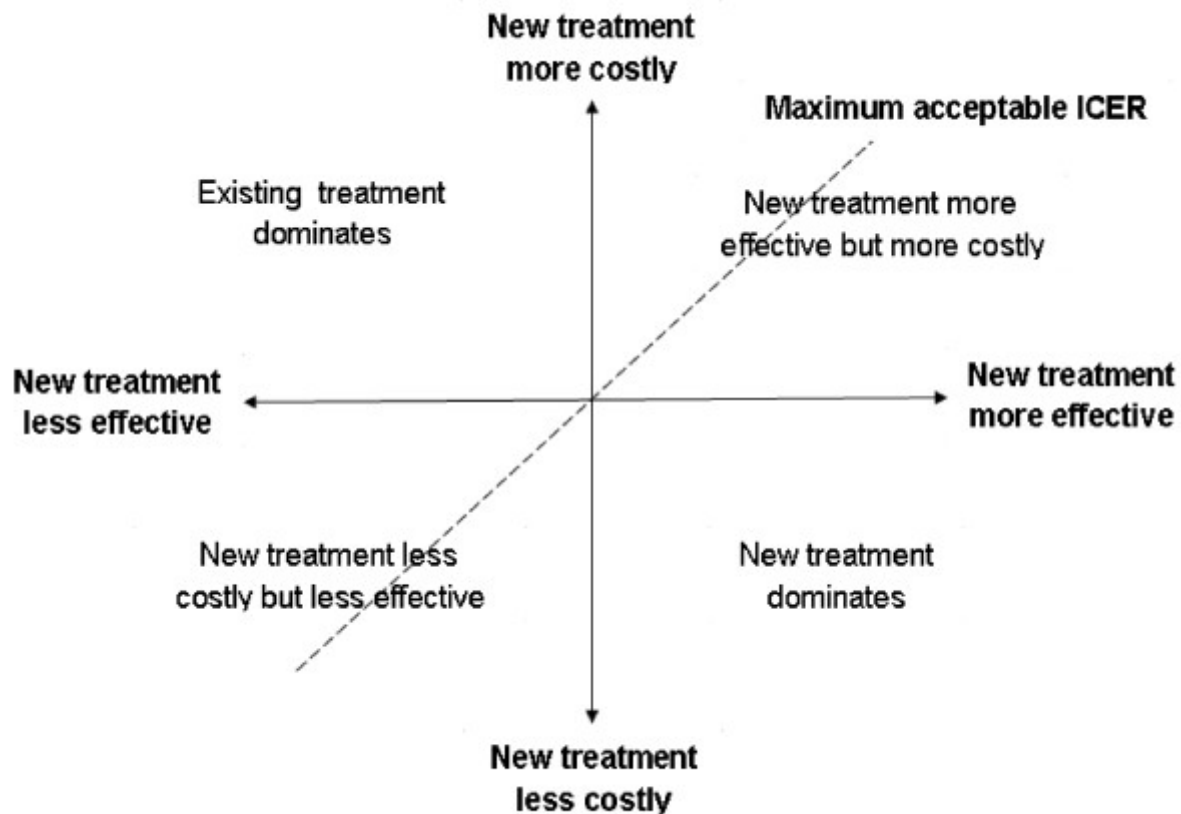 New treatment
more costly
Maximum acceptable ICER
Existing treatment
dominates
New treatment more
effective but more costly
New treatment
less effective
New treatment
more effective
New treatment less
costly but less effective
New treatment
dominates
New treatment
less costly